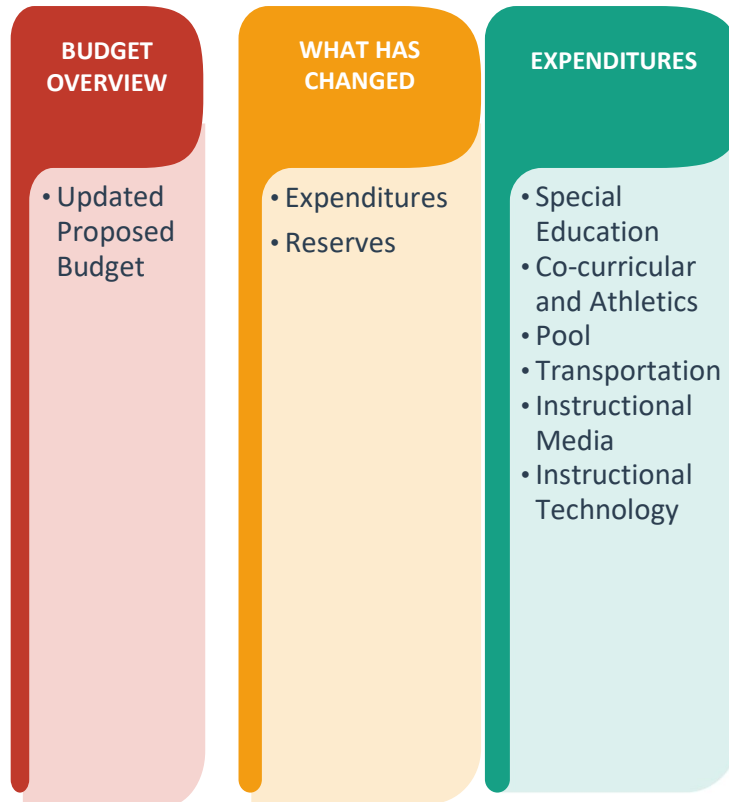 BUDGET
OVERVIEW
• Updated
Proposed
Budget
WHAT HAS
CHANGED
• Expenditures
• Reserves
EXPENDITURES
• Special
Education
• Co-curricular
and Athletics
• Pool
• Transportation
• Instructional
Media
• Instructional
Technology